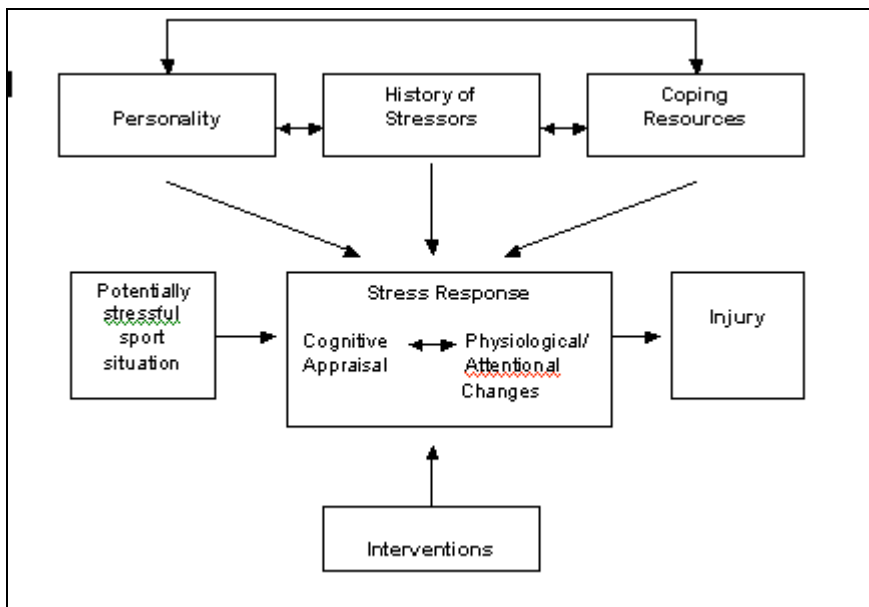 Personality
History of
Stressors
Coping
Resources
Potentially
stressful
sport
situation
Stress Response
Cognitive
Appraisal
Physiological/
Attentional
Changes
Injury
Interventions